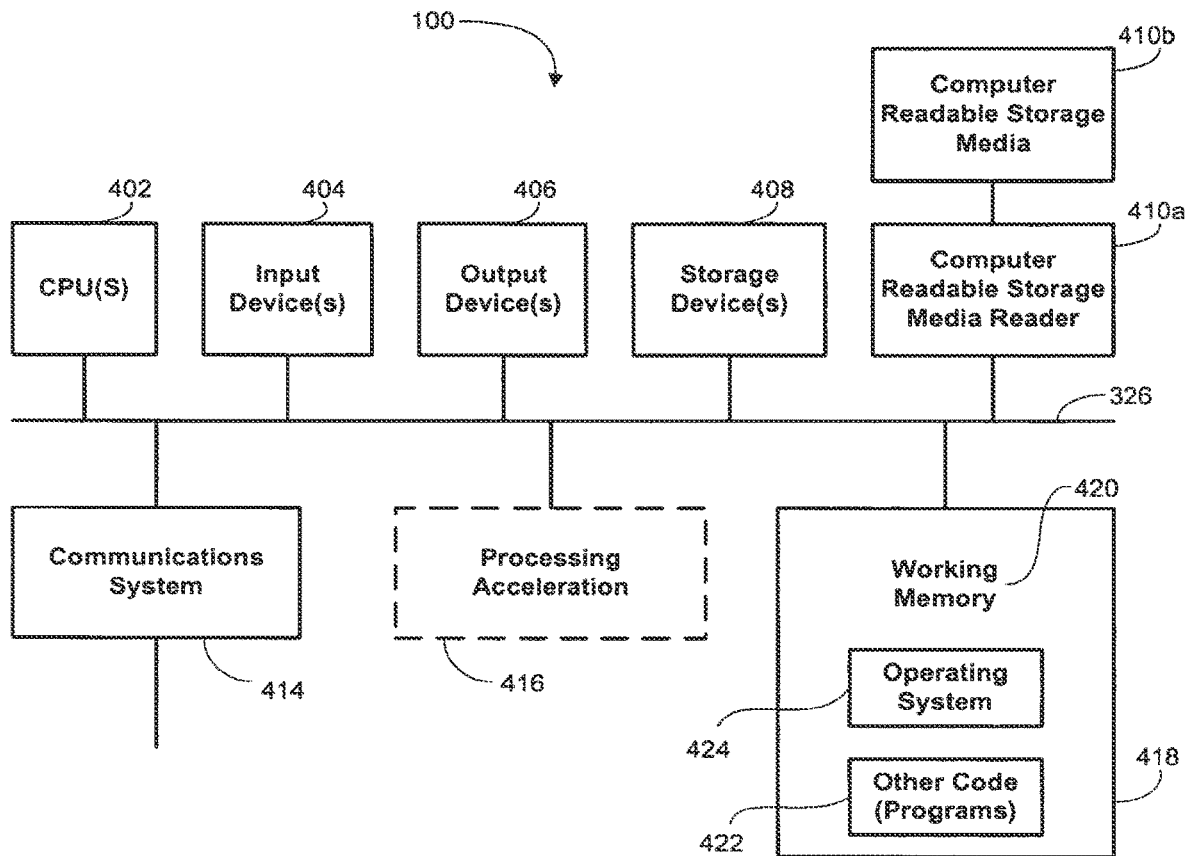 100
410b
Computer
Readable Storage
Media
402
404
406
408
410a
CPU(S)
Input
Device(s)
Output
Device(s)
Storage
Device(s)
Computer
Readable Storage
Media Reader
326
420
Communications
System
Processing
Acceleration
Working
Memory
414
416
Operating
System
424
418
Other Code
(Programs)
422